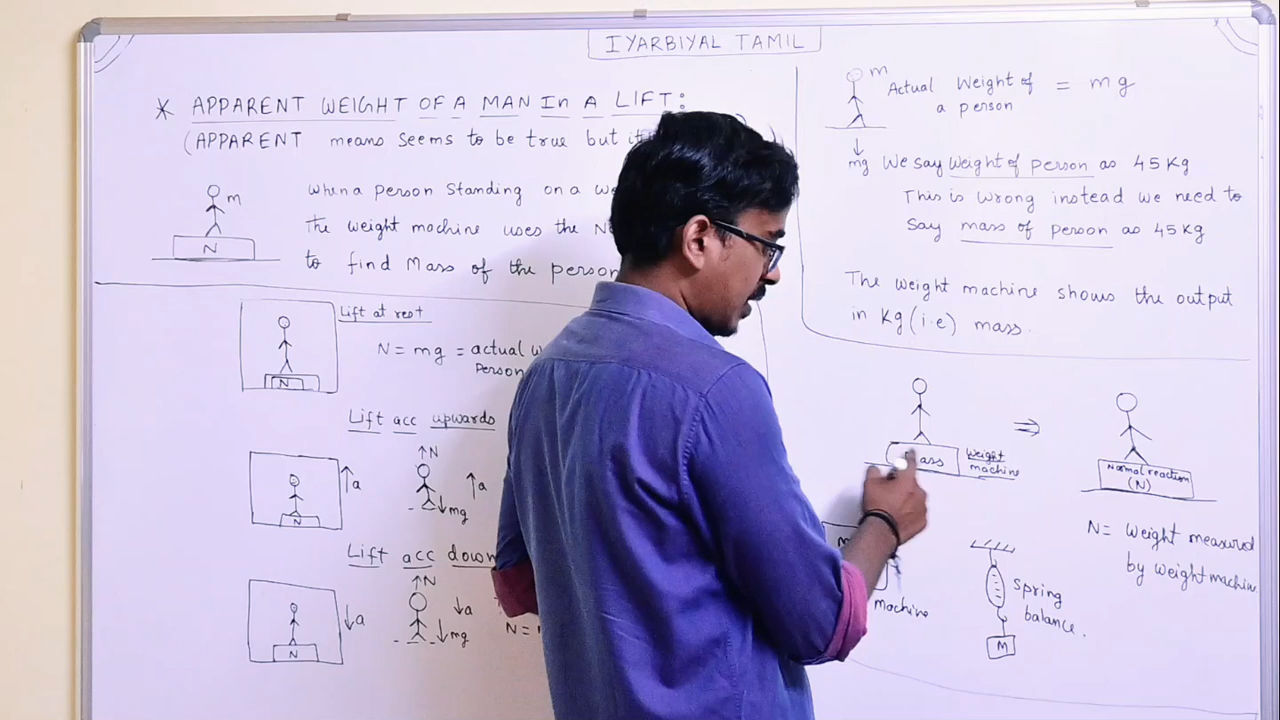 IYARBIYAL TAMIL
* APPARENT WEIGHT OF A MAN In A LIFT:
(APPARENT means seems to be true but
m
N
when a person standing on a
The weight machine uses the
to find Mass of the person
Lift at rest
N
N = mg = actual
Person
Lift acc upwards
N
↑a
↑N
↑a
↓mg
Lift acc down
N
↓a
↑N
↓a
↓mg
N =
m
Actual Weight of
a person
= mg
↓
mg
We say Weight of person as 45 Kg
This is wrong instead we need to
Say mass of person as 45 Kg
The weight machine shows the output
in Kg (i.e) mass.
ass
Weight
machine
⇒
Normal reaction
(N)
N = Weight measured
by weight machine
machine
Spring
balance.
M